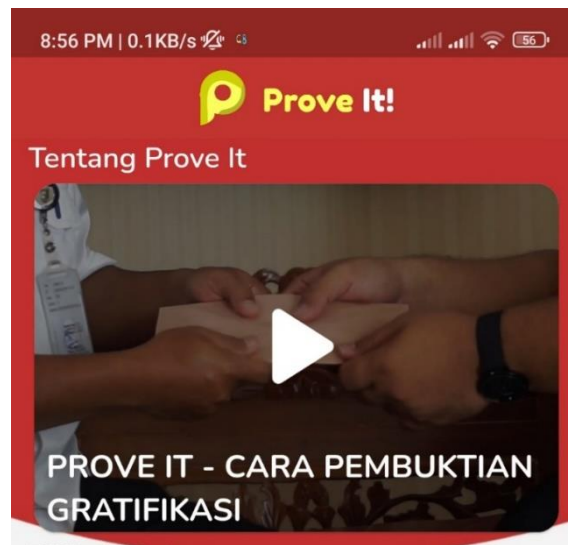 8:56 PM | 0.1KB/s
56
Prove It!
Tentang Prove It
PROVE IT - CARA PEMBUKTIAN
GRATIFIKASI